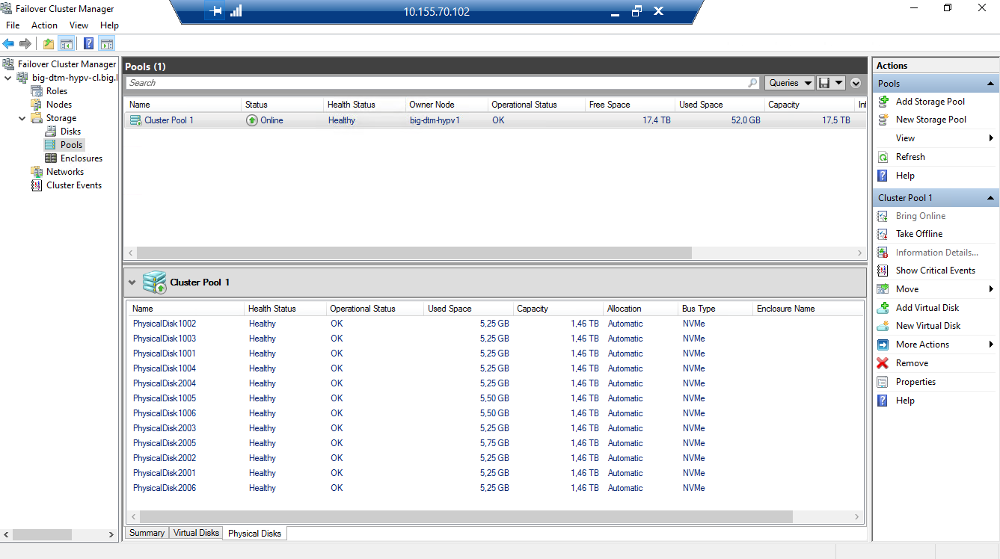 Failover Cluster Manager
10.155.70.102
File Action View Help
Failover Cluster Manager
big-dtm-hypv-cl.big.l
Roles
Nodes
Storage
Disks
Pools
Enclosures
Networks
Cluster Events
Pools (1)
Search
Queries
Name Status Health Status Owner Node Operational Status Free Space Used Space Capacity Inf
Cluster Pool 1 Online Healthy big-dtm-hypv1 OK 17,4 TB 52,0 GB 17,5 TB
Cluster Pool 1
Name Health Status Operational Status Used Space Capacity Allocation Bus Type Enclosure Name
PhysicalDisk1002 Healthy OK 5,25 GB 1,46 TB Automatic NVMe
PhysicalDisk1003 Healthy OK 5,25 GB 1,46 TB Automatic NVMe
PhysicalDisk1001 Healthy OK 5,25 GB 1,46 TB Automatic NVMe
PhysicalDisk1004 Healthy OK 5,25 GB 1,46 TB Automatic NVMe
PhysicalDisk2004 Healthy OK 5,25 GB 1,46 TB Automatic NVMe
PhysicalDisk1005 Healthy OK 5,50 GB 1,46 TB Automatic NVMe
PhysicalDisk1006 Healthy OK 5,50 GB 1,46 TB Automatic NVMe
PhysicalDisk2003 Healthy OK 5,25 GB 1,46 TB Automatic NVMe
PhysicalDisk2005 Healthy OK 5,75 GB 1,46 TB Automatic NVMe
PhysicalDisk2002 Healthy OK 5,25 GB 1,46 TB Automatic NVMe
PhysicalDisk2001 Healthy OK 5,25 GB 1,46 TB Automatic NVMe
PhysicalDisk2006 Healthy OK 5,25 GB 1,46 TB Automatic NVMe
Summary Virtual Disks Physical Disks
Actions
Pools
Add Storage Pool
New Storage Pool
View
Refresh
Help
Cluster Pool 1
Bring Online
Take Offline
Information Details...
Show Critical Events
Move
Add Virtual Disk
New Virtual Disk
More Actions
Remove
Properties
Help